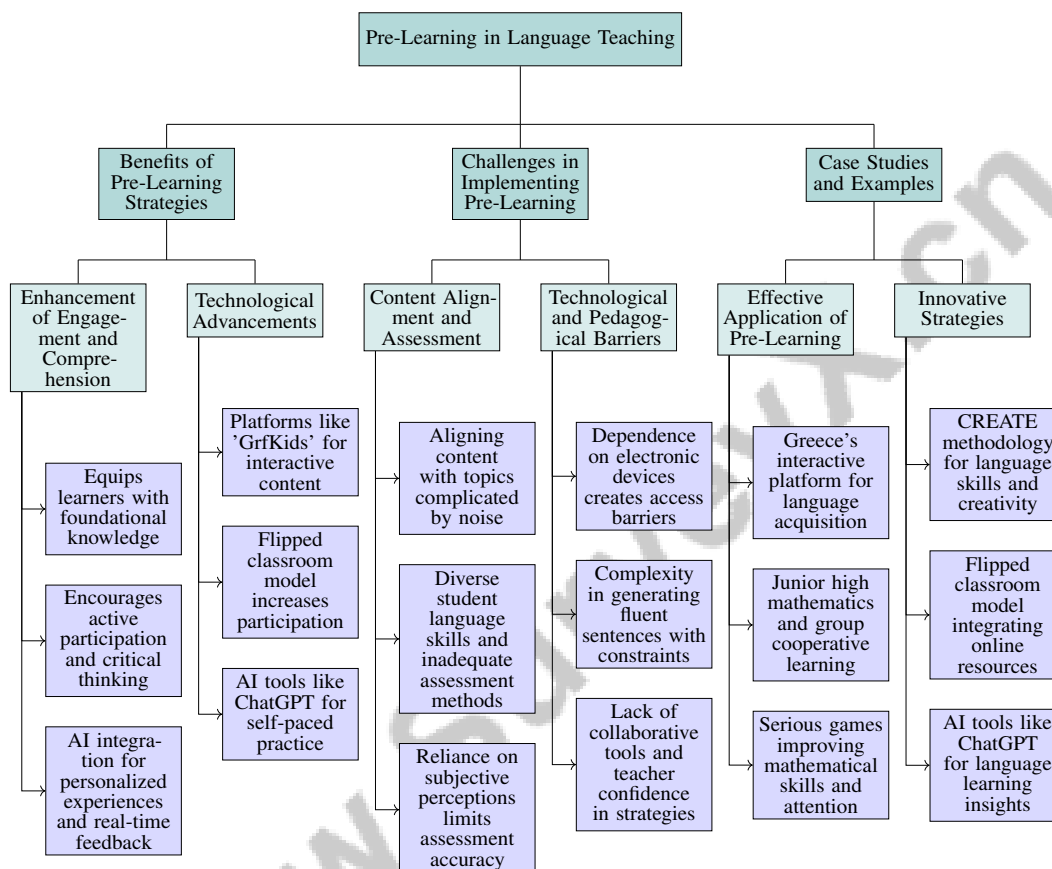 Pre-Learning in Language Teaching
Benefits of
Pre-Learning
Strategies
Challenges in
Implementing
Pre-Learning
Case Studies
and Examples
Enhancement
of Engage-
ment and
Compre-
hension
Technological
Advancements
Content Align-
ment and
Assessment
Technological
and Pedagog-
ical Barriers
Effective
Application of
Pre-Learning
Innovative
Strategies
Equips
learners with
foundational
knowledge
Encourages
active
participation
and critical
thinking
AI integra-
tion for
personalized
experiences
and real-time
feedback
Platforms like
'GrfKids' for
interactive
content
Flipped
classroom
model
increases
participation
AI tools like
ChatGPT for
self-paced
practice
Aligning
content
with topics
complicated
by noise
Diverse
student
language
skills and
inadequate
assessment
methods
Reliance on
subjective
perceptions
limits
assessment
accuracy
Dependence
on electronic
devices
creates access
barriers
Complexity
in generating
fluent
sentences with
constraints
Lack of
collaborative
tools and
teacher
confidence
in strategies
Greece's
interactive
platform for
language
acquisition
Junior high
mathematics
and group
cooperative
learning
Serious games
improving
mathematical
skills and
attention
CREATE
methodology
for language
skills and
creativity
Flipped
classroom
model
integrating
online
resources
AI tools like
ChatGPT
for language
learning
insights